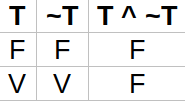 T ~T T ^ ~T
F F F
V V F